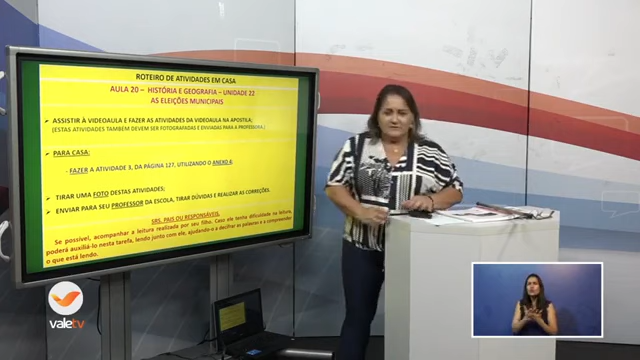 ROTEIRO DE ATIVIDADES EM CASA
AULA 20 – HISTÓRIA E GEOGRAFIA – UNIDADE 22
AS ELEIÇÕES MUNICIPAIS
ASSISTIR À VIDEOAULA E FAZER AS ATIVIDADES DA VIDEOAULA NA APOSTILA;
(ESTAS ATIVIDADES TAMBÉM DEVEM SER FOTOGRAFADAS E ENVIADAS PARA A PROFESSORA.)
PARA CASA:
- FAZER A ATIVIDADE 3, DA PÁGINA 127, UTILIZANDO O ANEXO 4;
TIRAR UMA FOTO DESTAS ATIVIDADES;
ENVIAR PARA SEU PROFESSOR DA ESCOLA, TIRAR DÚVIDAS E REALIZAR AS CORREÇÕES.
SRS. PAIS OU RESPONSÁVEIS,
Se possível, acompanhar a leitura realizada por seu filho. Caso ele tenha dificuldade na leitura,
poderá auxiliá-lo nesta tarefa, lendo junto com ele, ajudando-o a decifrar as palavras e a compreender
o que está lendo.
valetv